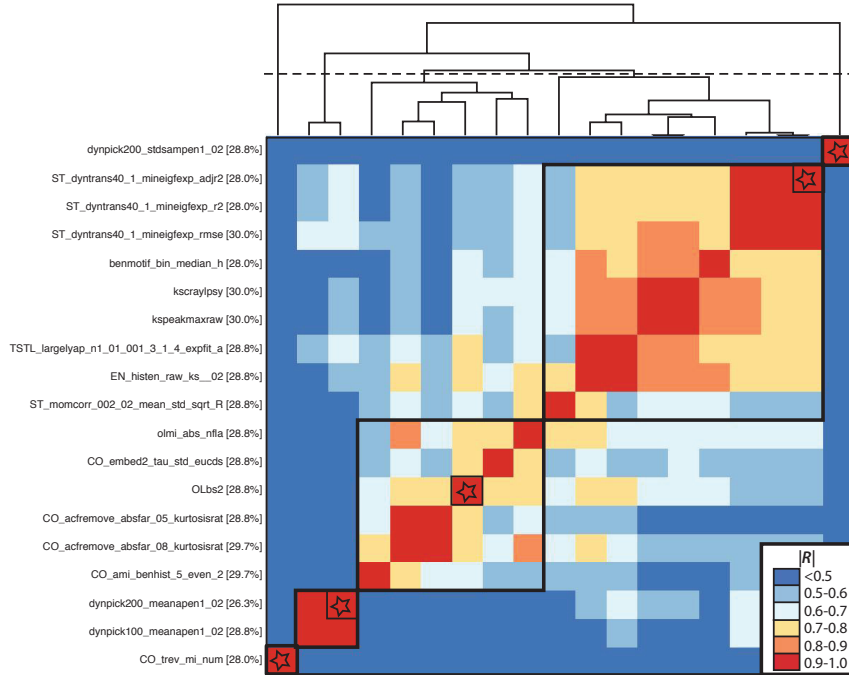 dynpick200_stdsampen1_02 [28.8%]
ST_dyntrans40_1_mineigfexp_adjr2 [28.0%]
ST_dyntrans40_1_mineigfexp_r2 [28.0%]
ST_dyntrans40_1_mineigfexp_rmse [30.0%]
benmotif_bin_median_h [28.0%]
kscraylpsy [30.0%]
kspeakmaxraw [30.0%]
TSTL_largelyap_n1_01_001_3_1_4_expfit_a [28.8%]
EN_histen_raw_ks__02 [28.8%]
ST_momcorr_002_02_mean_std_sqrt_R [28.8%]
olmi_abs_nfla [28.8%]
CO_embed2_tau_std_eucds [28.8%]
OLbs2 [28.8%]
CO_acfremove_absfar_05_kurtosisrat [28.8%]
CO_acfremove_absfar_08_kurtosisrat [29.7%]
CO_ami_benhist_5_even_2 [29.7%]
dynpick200_meanapen1_02 [26.3%]
dynpick100_meanapen1_02 [28.8%]
CO_trev_mi_num [28.0%]
|R|
<0.5
0.5-0.6
0.6-0.7
0.7-0.8
0.8-0.9
0.9-1.0